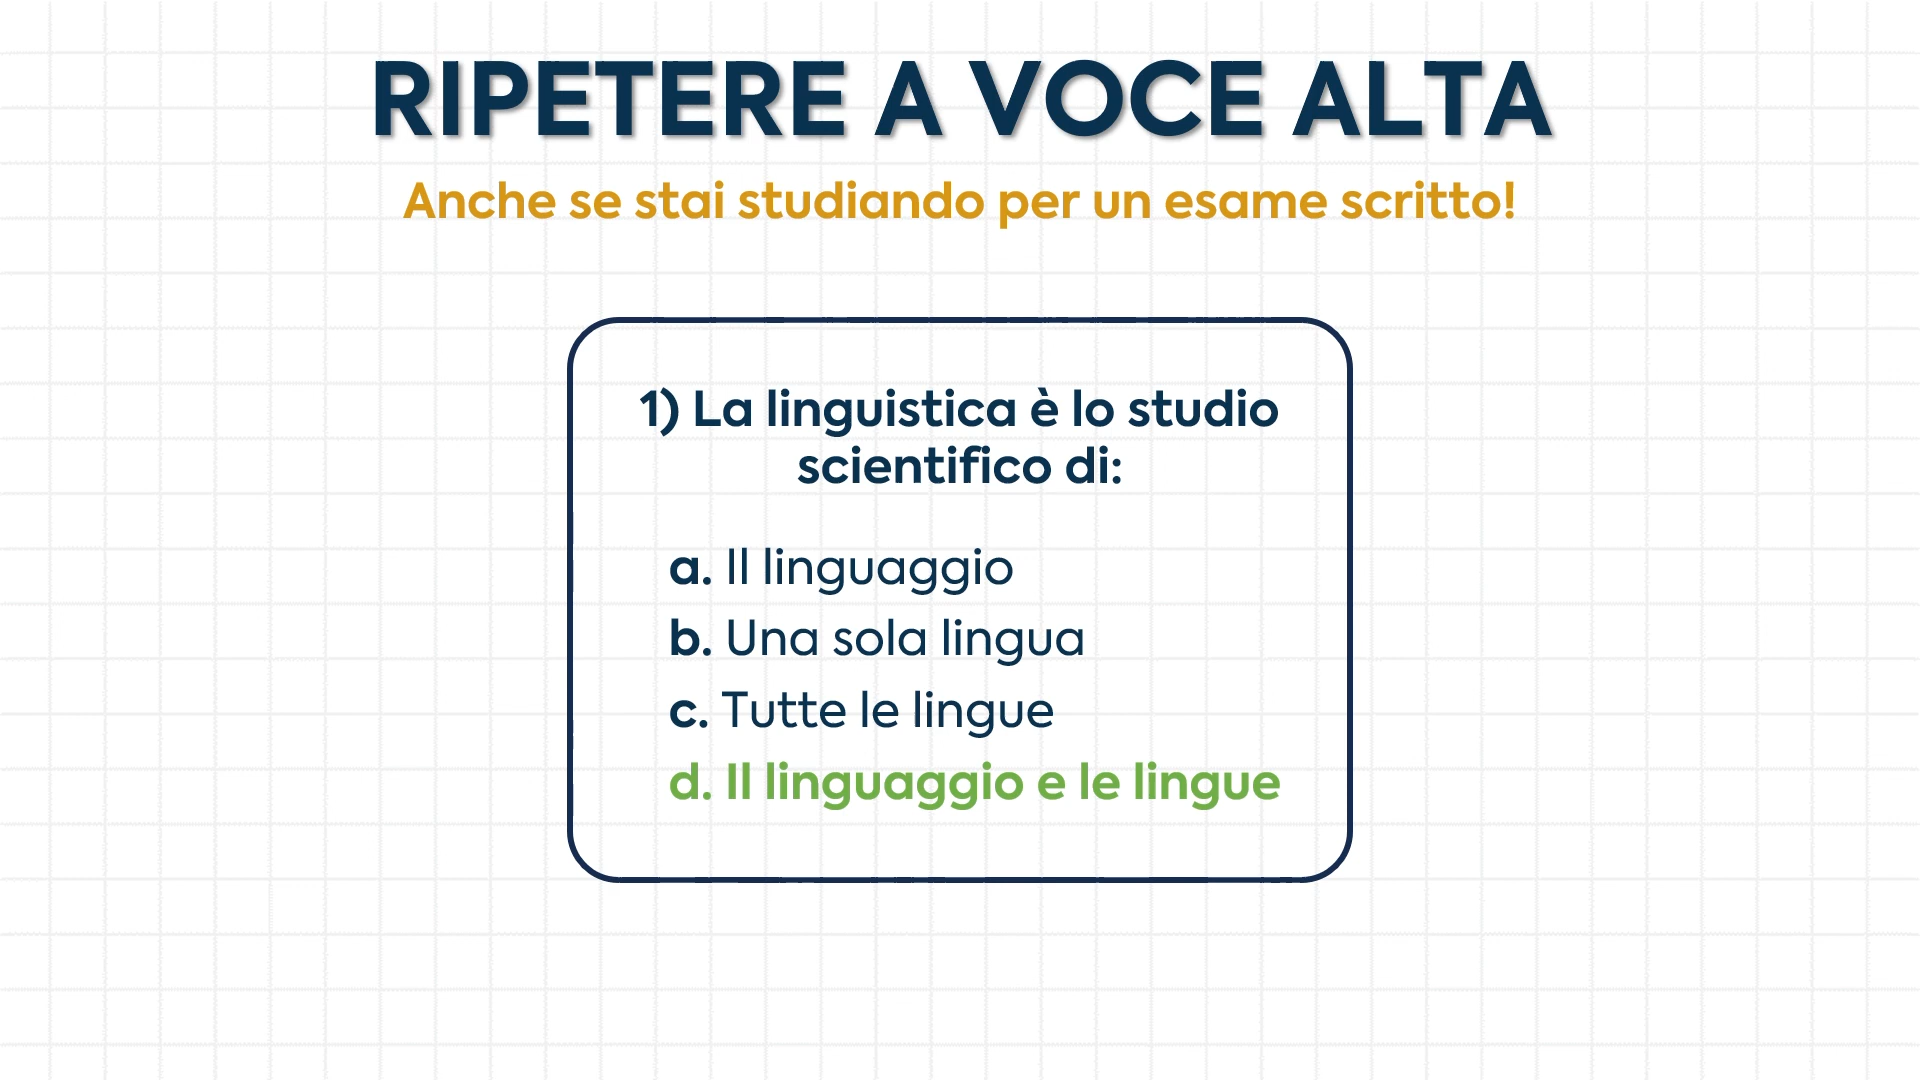 RIPETERE A VOCE ALTA
Anche se stai studiando per un esame scritto!
1) La linguistica è lo studio
scientifico di:
a. Il linguaggio
b. Una sola lingua
c. Tutte le lingue
d. Il linguaggio e le lingue